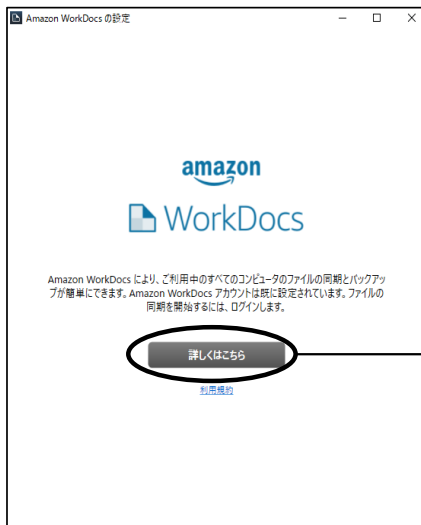 Amazon WorkDocs の設定
amazon
WorkDocs
Amazon WorkDocs により、ご利用中のすべてのコンピュータのファイルの同期とバックアッ
プが簡単にできます。Amazon WorkDocs アカウントは既に設定されています。ファイルの
同期を開始するには、ログインします。
詳しくはこちら
利用規約